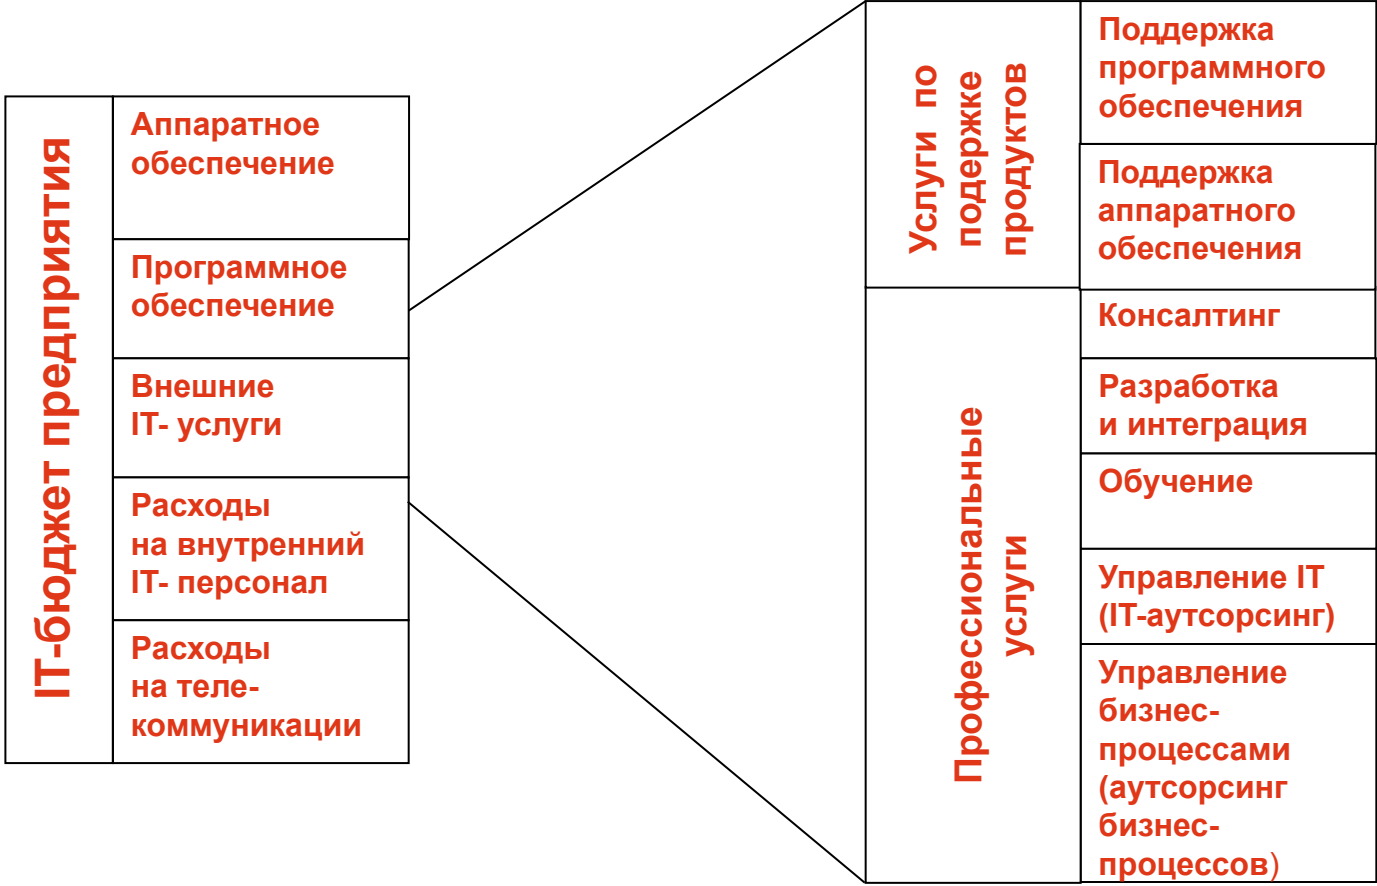 IT-бюджет предприятия
Аппаратное
обеспечение
Программное
обеспечение
Внешние
IT- услуги
Расходы
на внутренний
IT- персонал
Расходы
на теле-
коммуникации
Услуги по
подержке
продуктов
Поддержка
программного
обеспечения
Поддержка
аппаратного
обеспечения
Профессиональные
услуги
Консалтинг
Разработка
и интеграция
Обучение
Управление IT
(IT-аутсорсинг)
Управление
бизнес-
процессами
(аутсорсинг
бизнес-
процессов)